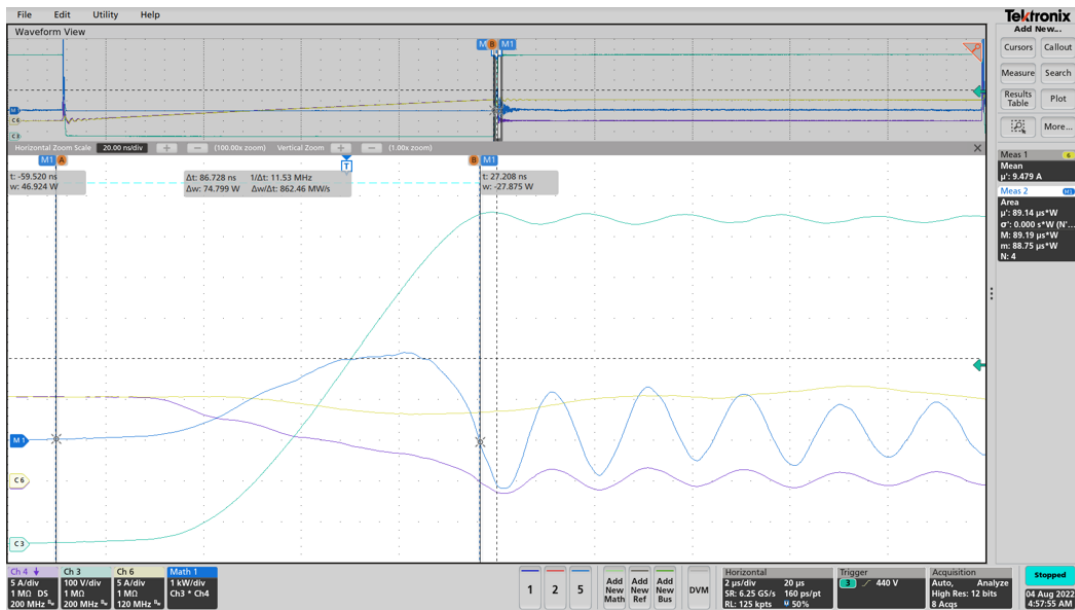 File Edit Utility Help
Tektronix
Waveform View
Add New...
Cursors Callout
Measure Search
Results Table Plot
More...
M B M1
M1
C6
C3
Horizontal Zoom Scale 20.00 ns/div + − (100.00x zoom) Vertical Zoom + − (1.00x zoom) ×
M1 A T B M1
t: -59.520 ns
w: 46.924 W
Δt: 86.728 ns 1/Δt: 11.53 MHz
Δw: 74.799 W Δw/Δt: 862.46 MW/s
t: 27.208 ns
w: -27.875 W
Meas 1 6
Mean
µ': 9.479 A
Meas 2 M1
Area
µ': 89.14 µs*W
σ': 0.000 s*W (N'...
M: 89.19 µs*W
m: 88.75 µs*W
N: 4
M 1
C 6
C 3
Ch 4
5 A/div
1 MΩ DS
200 MHz Bw
Ch 3
100 V/div
1 MΩ
200 MHz Bw
Ch 6
5 A/div
1 MΩ
120 MHz Bw
Math 1
1 kW/div
Ch3 * Ch4
1 2 5
Add New Math
Add New Ref
Add New Bus
DVM
Horizontal
2 µs/div 20 µs
SR: 6.25 GS/s 160 ps/pt
RL: 125 kpts 50%
Trigger
3 440 V
Acquisition
Auto, Analyze
High Res: 12 bits
8 Acqs
Stopped
04 Aug 2022
4:57:55 AM